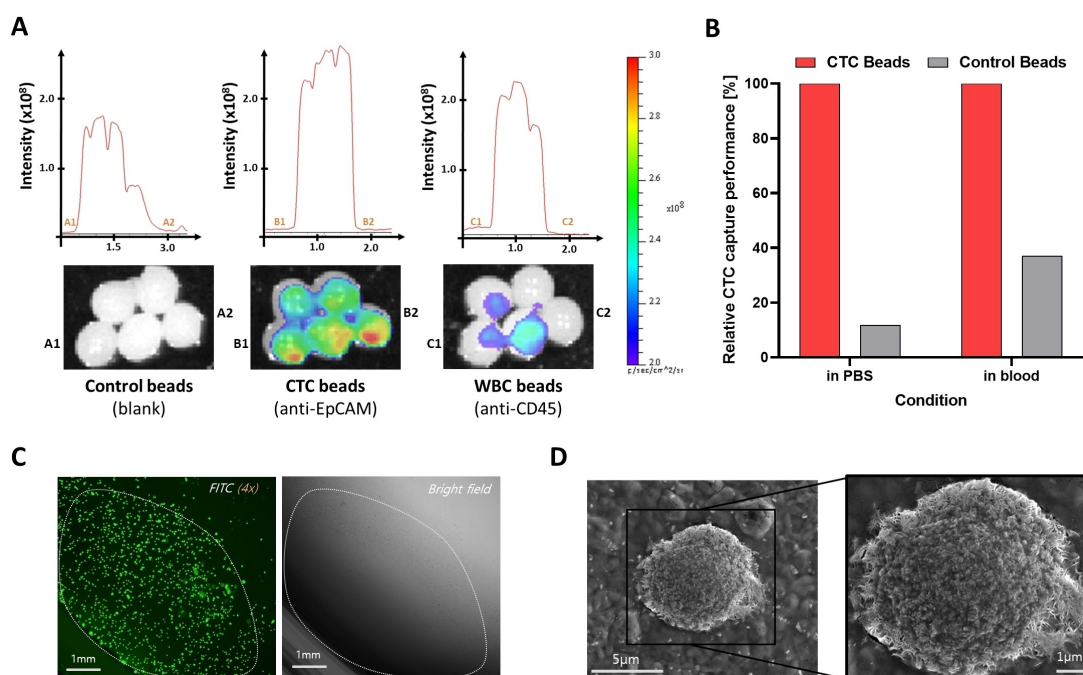 A
Intensity (x10⁸)
2.0
1.0
A1
A2
1.5
3.0
Intensity (x10⁸)
2.0
1.0
B1
B2
1.0
2.0
Intensity (x10⁸)
2.0
1.0
C1
C2
1.0
2.0
3.0
2.8
x10⁸
2.6
2.4
2.2
2.0
p/sec/cm^2/sr
A1
A2
B1
B2
C1
C2
Control beads
(blank)
CTC beads
(anti-EpCAM)
WBC beads
(anti-CD45)
B
CTC Beads
Control Beads
Relative CTC capture performance [%]
100
80
60
40
20
0
in PBS
in blood
Condition
C
FITC (4x)
1mm
Bright field
1mm
D
5μm
1μm